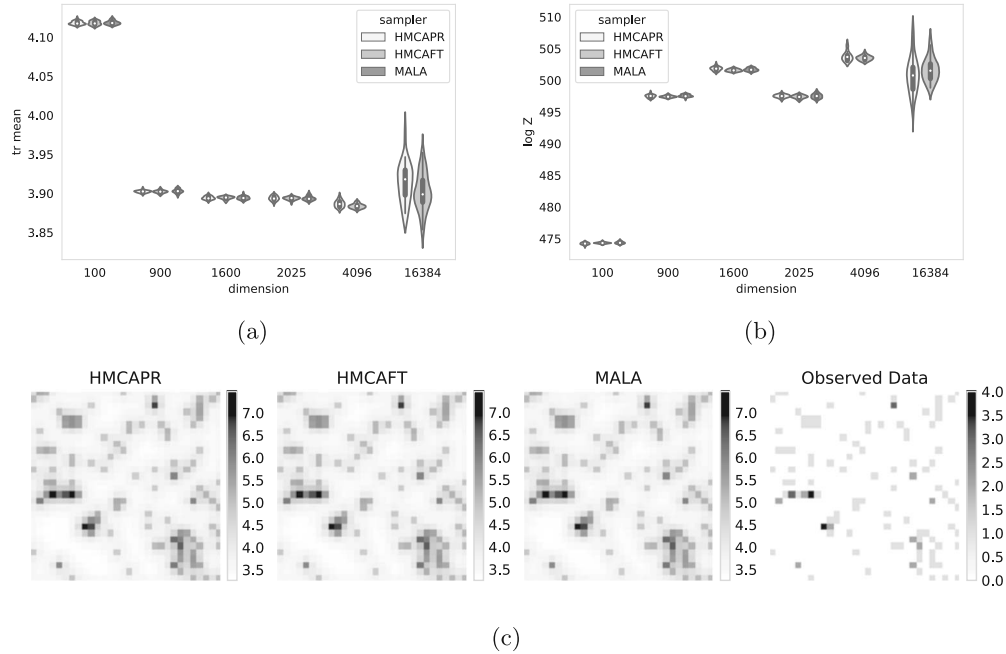 4.10
4.05
4.00
3.95
3.90
3.85
tr mean
sampler
HMCAPR
HMCAFT
MALA
100 900 1600 2025 4096 16384
dimension
(a)
510
505
500
495
490
485
480
475
log Z
sampler
HMCAPR
HMCAFT
MALA
100 900 1600 2025 4096 16384
dimension
(b)
HMCAPR
7.0
6.5
6.0
5.5
5.0
4.5
4.0
3.5
HMCAFT
7.0
6.5
6.0
5.5
5.0
4.5
4.0
3.5
MALA
7.0
6.5
6.0
5.5
5.0
4.5
4.0
3.5
Observed Data
4.0
3.5
3.0
2.5
2.0
1.5
1.0
0.5
0.0
(c)